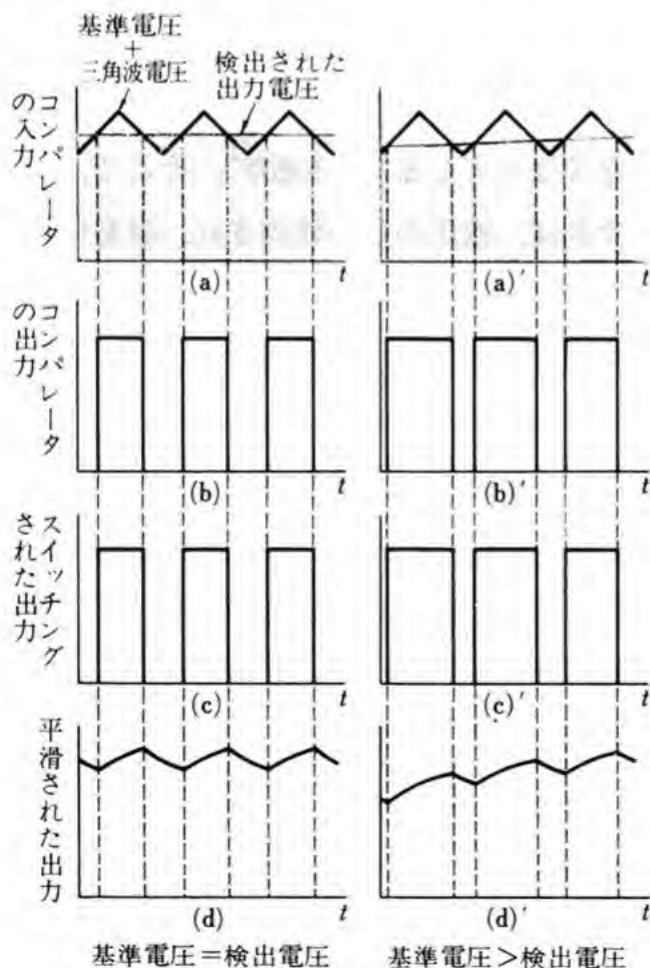 基準電圧
+
三角波電圧
検出された
出力電圧
コンパレータ
の入力
t
(a)
t
(a)′
コンパレータ
の出力
t
(b)
t
(b)′
スイッチング
された出力
t
(c)
t
(c)′
平滑された出力
t
(d)
t
(d)′
基準電圧=検出電圧
基準電圧>検出電圧